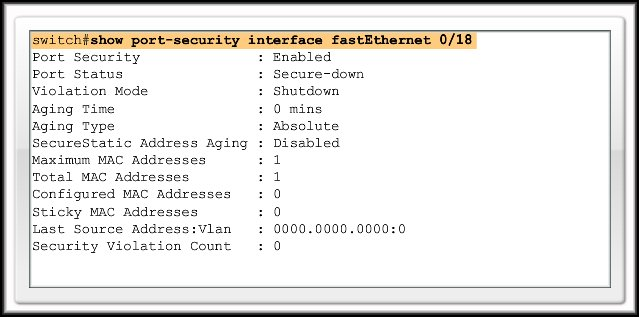 switch#show port-security interface fastEthernet 0/18
Port Security : Enabled
Port Status : Secure-down
Violation Mode : Shutdown
Aging Time : 0 mins
Aging Type : Absolute
SecureStatic Address Aging : Disabled
Maximum MAC Addresses : 1
Total MAC Addresses : 1
Configured MAC Addresses : 0
Sticky MAC Addresses : 0
Last Source Address:Vlan : 0000.0000.0000:0
Security Violation Count : 0